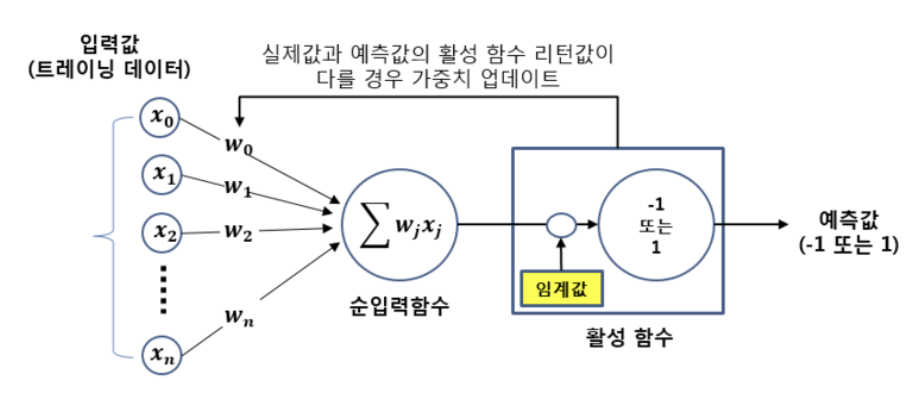 입력값
(트레이닝 데이터)
실제값과 예측값의 활성 함수 리턴값이
다를 경우 가중치 업데이트
x₀
w₀
x₁
w₁
x₂
w₂
xₙ
wₙ
∑ wⱼxⱼ
순입력함수
임계값
-1
또는
1
활성 함수
예측값
(-1 또는 1)